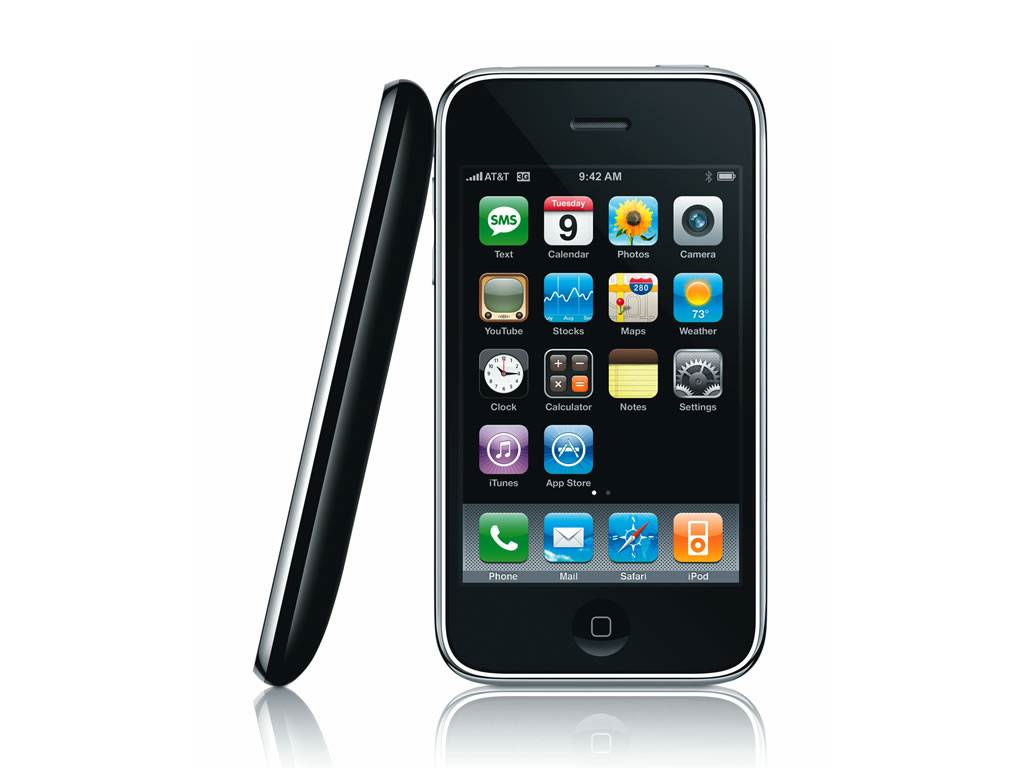 AT&T 3G 9:42 AM
SMS Tuesday 9
Text Calendar Photos Camera
280 73°
YouTube Stocks Maps Weather
Clock Calculator Notes Settings
iTunes App Store
Phone Mail Safari iPod